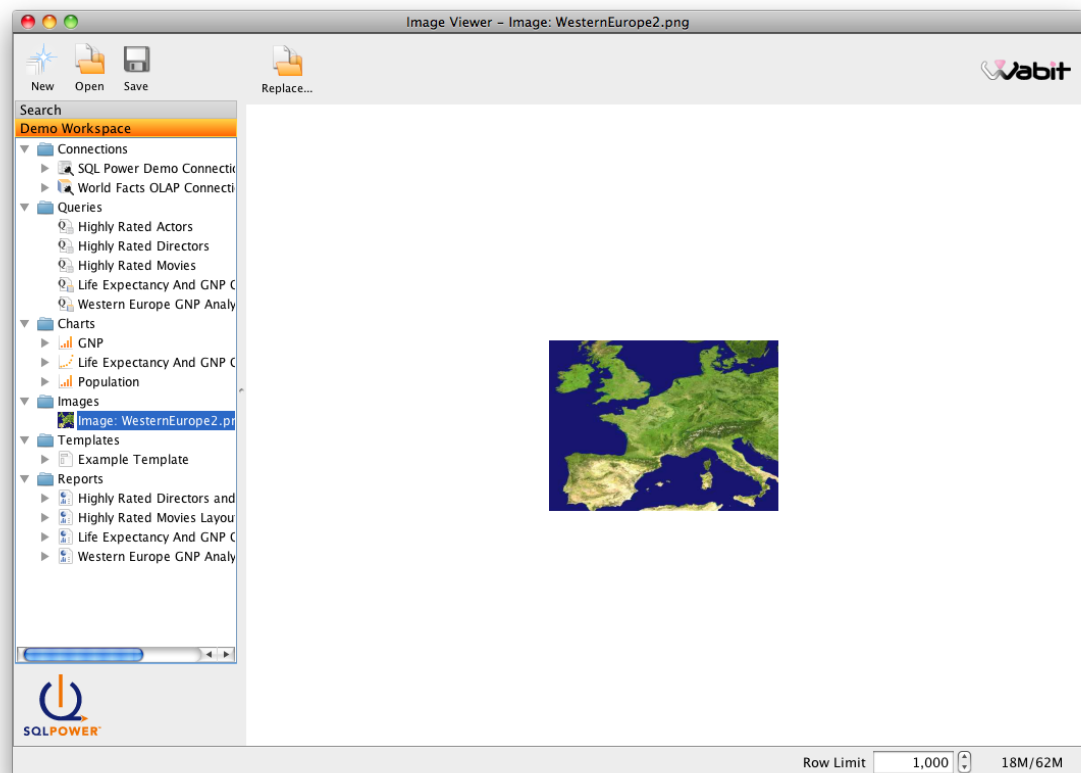 Image Viewer – Image: WesternEurope2.png
New Open Save Replace...
Wabit
Search
Demo Workspace
Connections
SQL Power Demo Connectio
World Facts OLAP Connecti
Queries
Highly Rated Actors
Highly Rated Directors
Highly Rated Movies
Life Expectancy And GNP C
Western Europe GNP Analy
Charts
GNP
Life Expectancy And GNP C
Population
Images
Image: WesternEurope2.pr
Templates
Example Template
Reports
Highly Rated Directors and
Highly Rated Movies Layou
Life Expectancy And GNP C
Western Europe GNP Analy
SQLPOWER
Row Limit 1,000 18M/62M